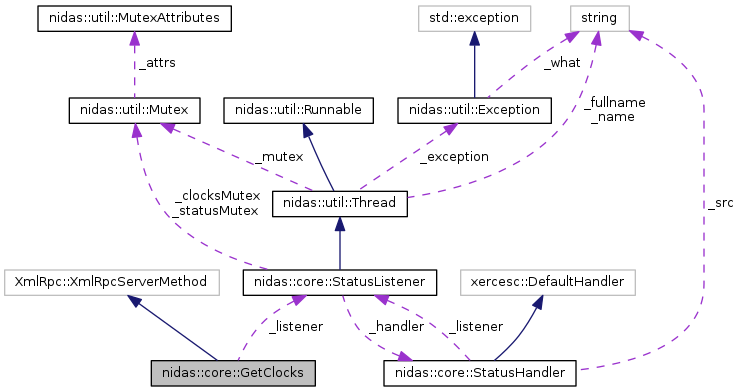 nidas::util::MutexAttributes
std::exception
string
_attrs
_what
nidas::util::Mutex
nidas::util::Runnable
nidas::util::Exception
_fullname
_name
_mutex
_exception
_clocksMutex
_statusMutex
nidas::util::Thread
_src
XmlRpc::XmlRpcServerMethod
nidas::core::StatusListener
xercesc::DefaultHandler
_listener
_handler
_listener
nidas::core::GetClocks
nidas::core::StatusHandler